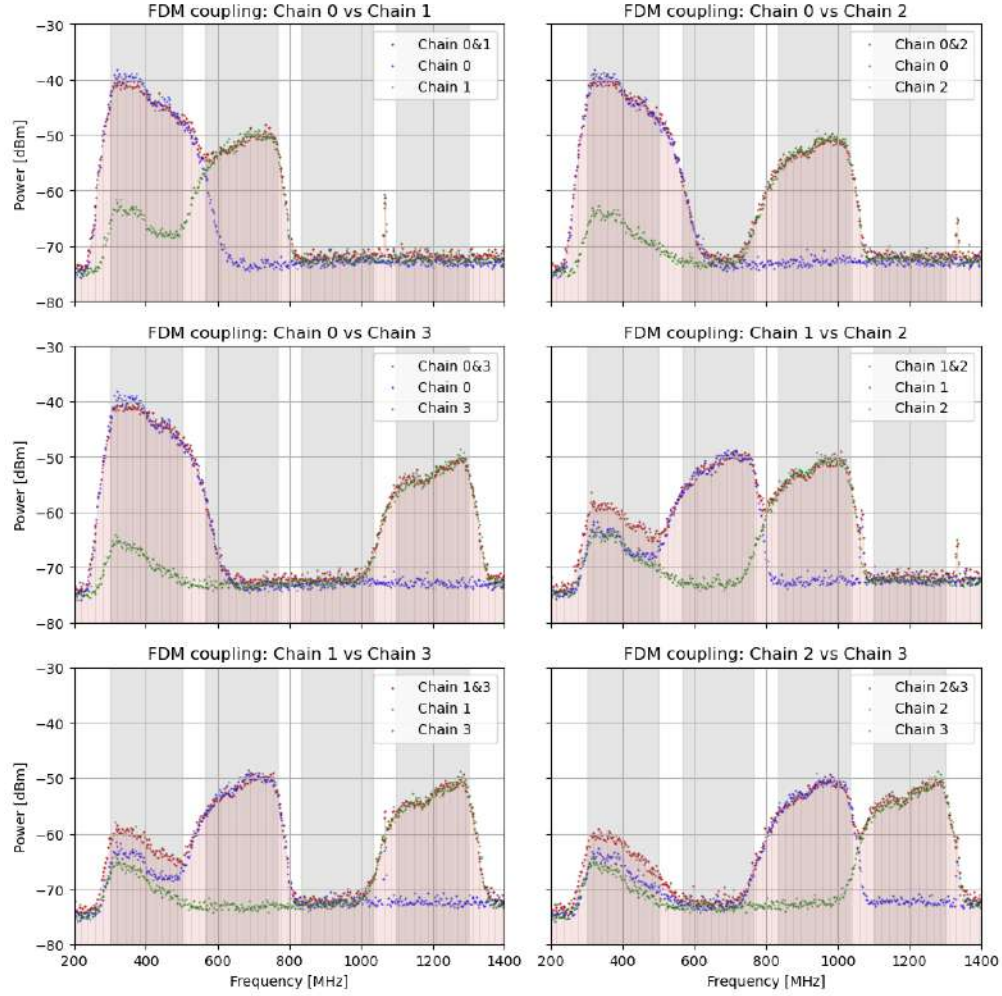 FDM coupling: Chain 0 vs Chain 1
Power [dBm]
−30
−40
−50
−60
−70
−80
Chain 0&1
Chain 0
Chain 1
FDM coupling: Chain 0 vs Chain 2
Chain 0&2
Chain 0
Chain 2
FDM coupling: Chain 0 vs Chain 3
Power [dBm]
−30
−40
−50
−60
−70
−80
Chain 0&3
Chain 0
Chain 3
FDM coupling: Chain 1 vs Chain 2
Chain 1&2
Chain 1
Chain 2
FDM coupling: Chain 1 vs Chain 3
Power [dBm]
−30
−40
−50
−60
−70
−80
Chain 1&3
Chain 1
Chain 3
200 400 600 800 1000 1200 1400
Frequency [MHz]
FDM coupling: Chain 2 vs Chain 3
Chain 2&3
Chain 2
Chain 3
200 400 600 800 1000 1200 1400
Frequency [MHz]